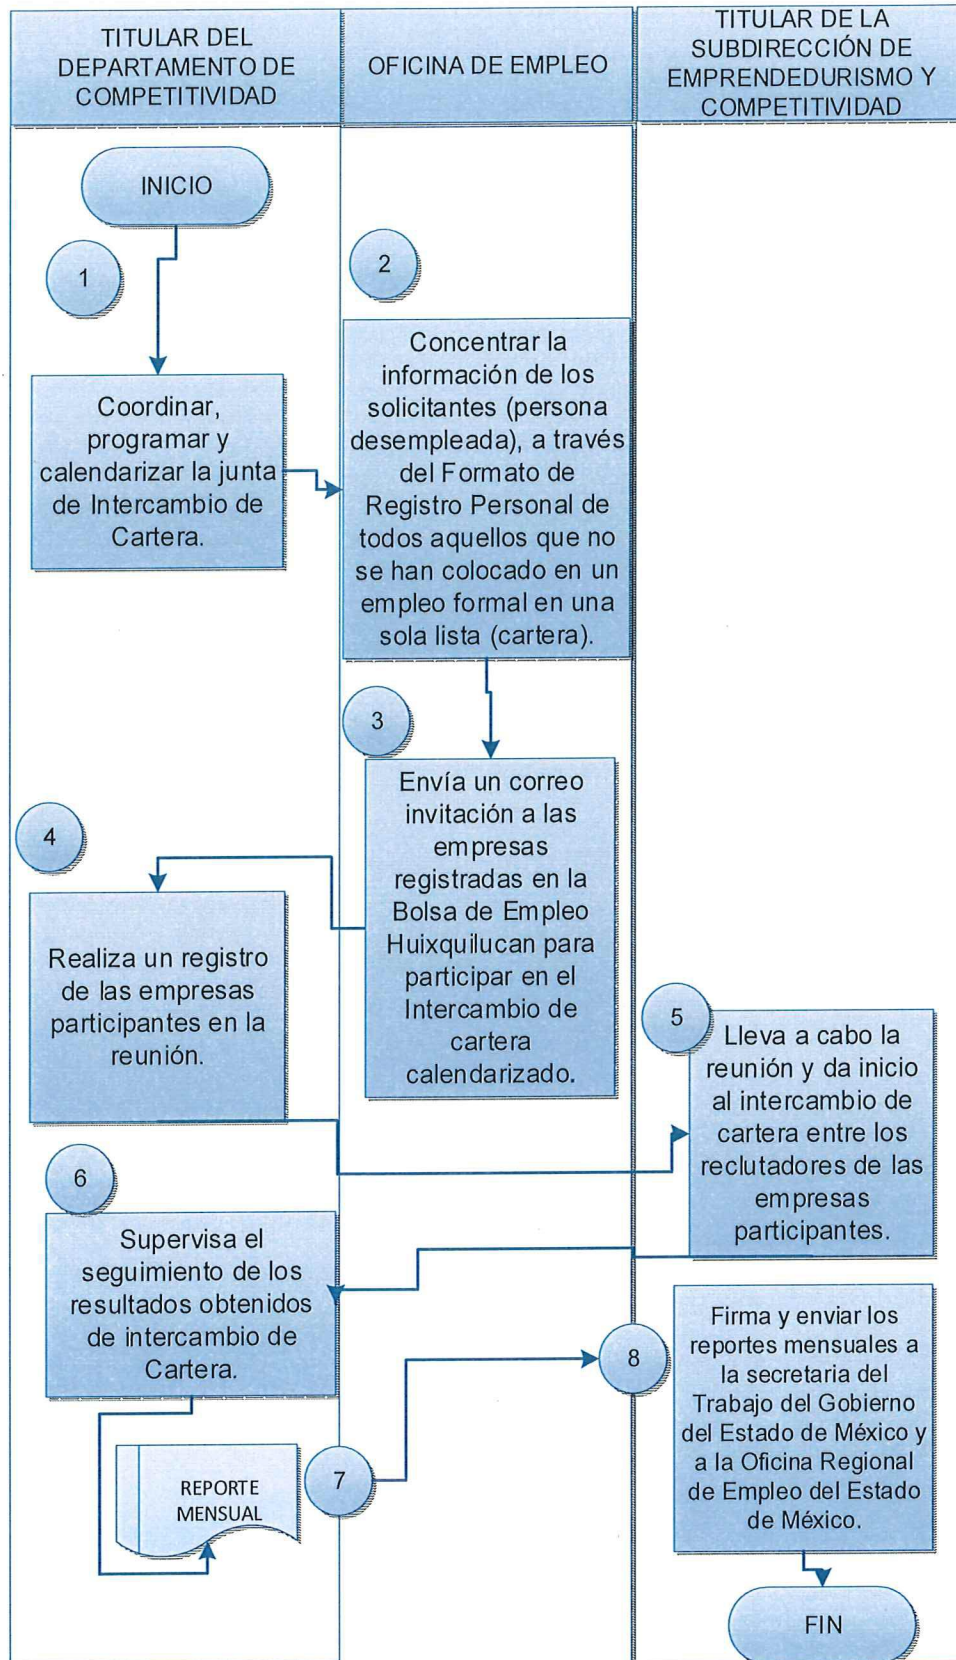 TITULAR DEL
DEPARTAMENTO DE
COMPETITIVIDAD
OFICINA DE EMPLEO
TITULAR DE LA
SUBDIRECCIÓN DE
EMPRENDEDURISMO Y
COMPETITIVIDAD
INICIO
1
Coordinar,
programar y
calendarizar la junta
de Intercambio de
Cartera.
2
Concentrar la
información de los
solicitantes (persona
desempleada), a través
del Formato de
Registro Personal de
todos aquellos que no
se han colocado en un
empleo formal en una
sola lista (cartera).
3
Envía un correo
invitación a las
empresas
registradas en la
Bolsa de Empleo
Huixquilucan para
participar en el
Intercambio de
cartera
calendarizado.
4
Realiza un registro
de las empresas
participantes en la
reunión.
5
Lleva a cabo la
reunión y da inicio
al intercambio de
cartera entre los
reclutadores de las
empresas
participantes.
6
Supervisa el
seguimiento de los
resultados obtenidos
de intercambio de
Cartera.
REPORTE
MENSUAL
7
8
Firma y enviar los
reportes mensuales a
la secretaria del
Trabajo del Gobierno
del Estado de México y
a la Oficina Regional
de Empleo del Estado
de México.
FIN